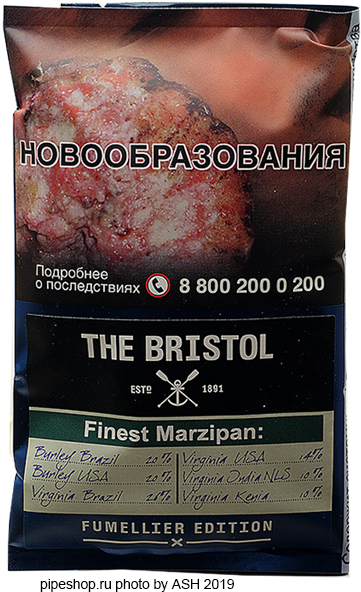 НОВООБРАЗОВАНИЯ
Подробнее
о последствиях 8 800 200 0 200
THE BRISTOL
ESTD 1891
Finest Marzipan:
Burley Brazil 20% Virginia USA 14%
Burley USA 20% Virginia India NLS 10%
Virginia Brazil 26% Virginia Kenia 10%
FUMELLIER EDITION
pipeshop.ru photo by ASH 2019